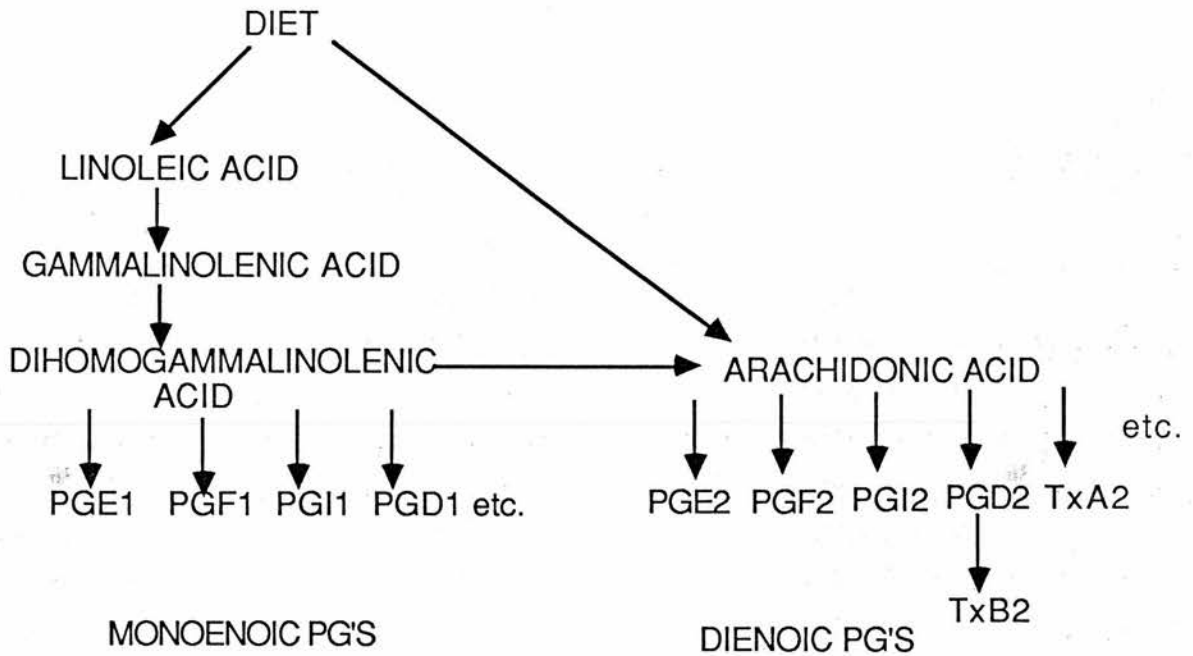 DIET
LINOLEIC ACID
GAMMALINOLENIC ACID
DIHOMOGAMMALINOLENIC
ACID
ARACHIDONIC ACID
etc.
PGE1 PGF1 PGI1 PGD1 etc.
PGE2 PGF2 PGI2 PGD2 TxA2
TxB2
MONOENOIC PG'S
DIENOIC PG'S